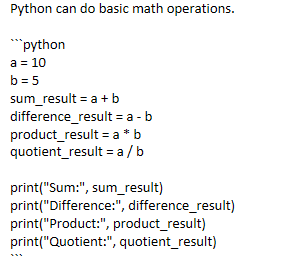 Python can do basic math operations.

```python
a = 10
b = 5
sum_result = a + b
difference_result = a - b
product_result = a * b
quotient_result = a / b

print("Sum:", sum_result)
print("Difference:", difference_result)
print("Product:", product_result)
print("Quotient:", quotient_result)
```